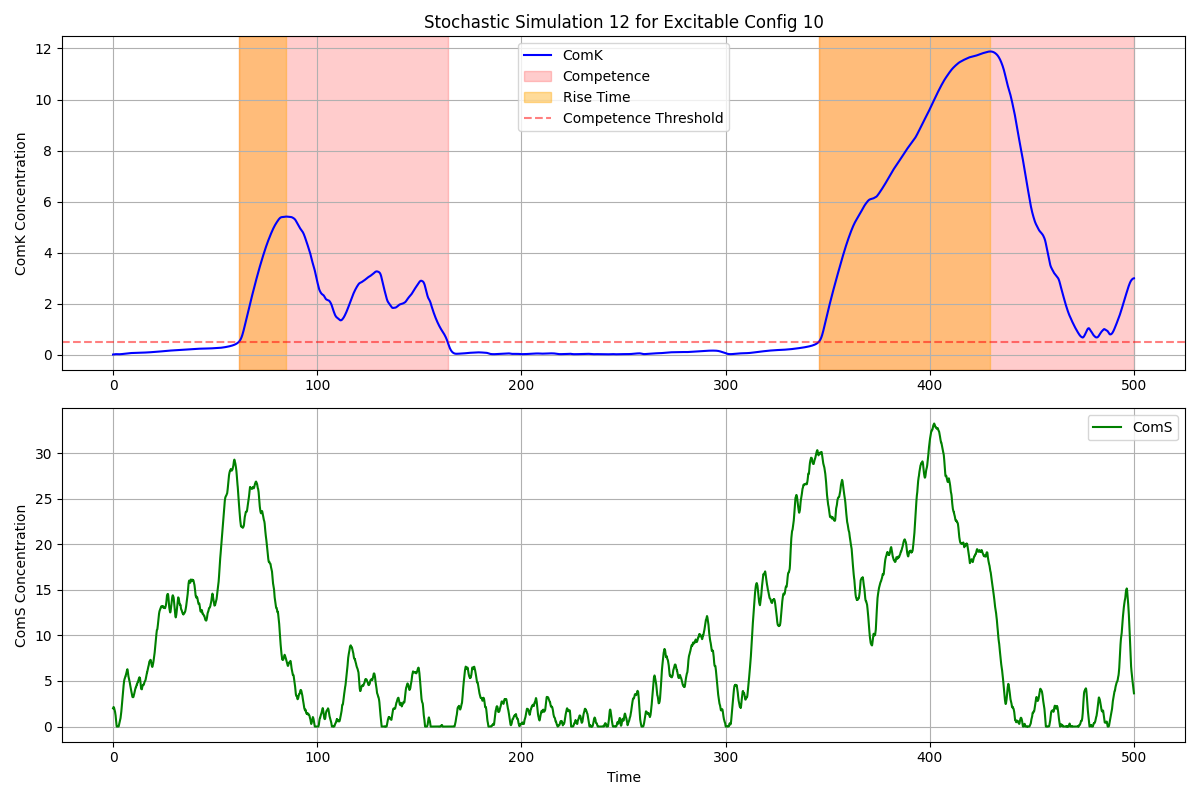 Stochastic Simulation 12 for Excitable Config 10
ComK Concentration
12
10
8
6
4
2
0
ComK
Competence
Rise Time
Competence Threshold
0 100 200 300 400 500
ComS Concentration
30
25
20
15
10
5
0
ComS
0 100 200 300 400 500
Time